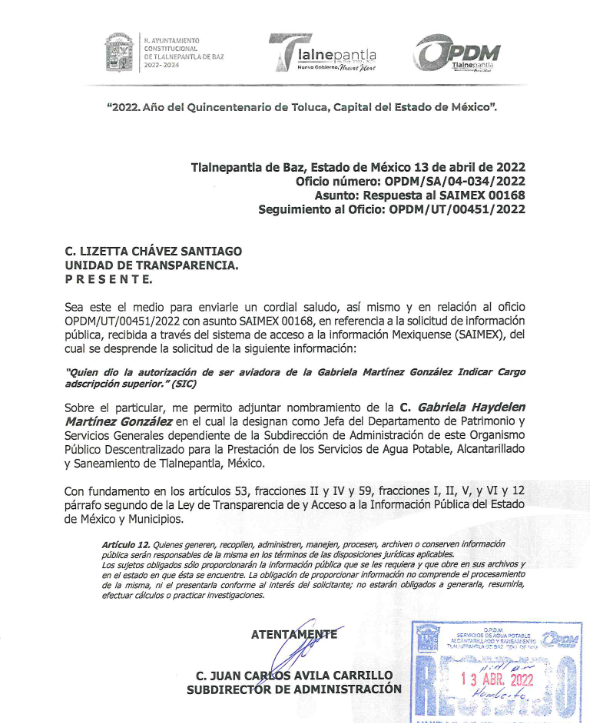 H. AYUNTAMIENTO
CONSTITUCIONAL
DE TLALNEPANTLA DE BAZ
2022-2024
Tlalnepantla
Nuevo Gobierno, Nuevas Ideas
OPDM
Tlalnepantla
"2022. Año del Quincentenario de Toluca, Capital del Estado de México".
Tlalnepantla de Baz, Estado de México 13 de abril de 2022
Oficio número: OPDM/SA/04-034/2022
Asunto: Respuesta al SAIMEX 00168
Seguimiento al Oficio: OPDM/UT/00451/2022
C. LIZETTA CHÁVEZ SANTIAGO
UNIDAD DE TRANSPARENCIA.
P R E S E N T E.
Sea este el medio para enviarle un cordial saludo, así mismo y en relación al oficio
OPDM/UT/00451/2022 con asunto SAIMEX 00168, en referencia a la solicitud de información
pública, recibida a través del sistema de acceso a la información Mexiquense (SAIMEX), del
cual se desprende la solicitud de la siguiente información:
"Quien dio la autorización de ser aviadora de la Gabriela Martínez González Indicar Cargo
adscripción superior." (SIC)
Sobre el particular, me permito adjuntar nombramiento de la C. Gabriela Haydelen
Martínez González en el cual la designan como Jefa del Departamento de Patrimonio y
Servicios Generales dependiente de la Subdirección de Administración de este Organismo
Público Descentralizado para la Prestación de los Servicios de Agua Potable, Alcantarillado
y Saneamiento de Tlalnepantla, México.
Con fundamento en los artículos 53, fracciones II y IV y 59, fracciones I, II, V, y VI y 12
párrafo segundo de la Ley de Transparencia de y Acceso a la Información Pública del Estado
de México y Municipios.
Artículo 12. Quienes generen, recopilen, administren, manejen, procesen, archiven o conserven información
pública serán responsables de la misma en los términos de las disposiciones jurídicas aplicables.
Los sujetos obligados sólo proporcionarán la información pública que se les requiera y que obre en sus archivos y
en el estado en que ésta se encuentre. La obligación de proporcionar información no comprende el procesamiento
de la misma, ni el presentarla conforme al interés del solicitante; no estarán obligados a generarla, resumirla,
efectuar cálculos o practicar investigaciones.
ATENTAMENTE
C. JUAN CARLOS AVILA CARRILLO
SUBDIRECTOR DE ADMINISTRACIÓN
O.P.D.M
SERVICIOS DE AGUA POTABLE
ALCANTARILLADO Y SANEAMIENTO
OPDM
13 ABR. 2022
RECIBIDO
Humberto